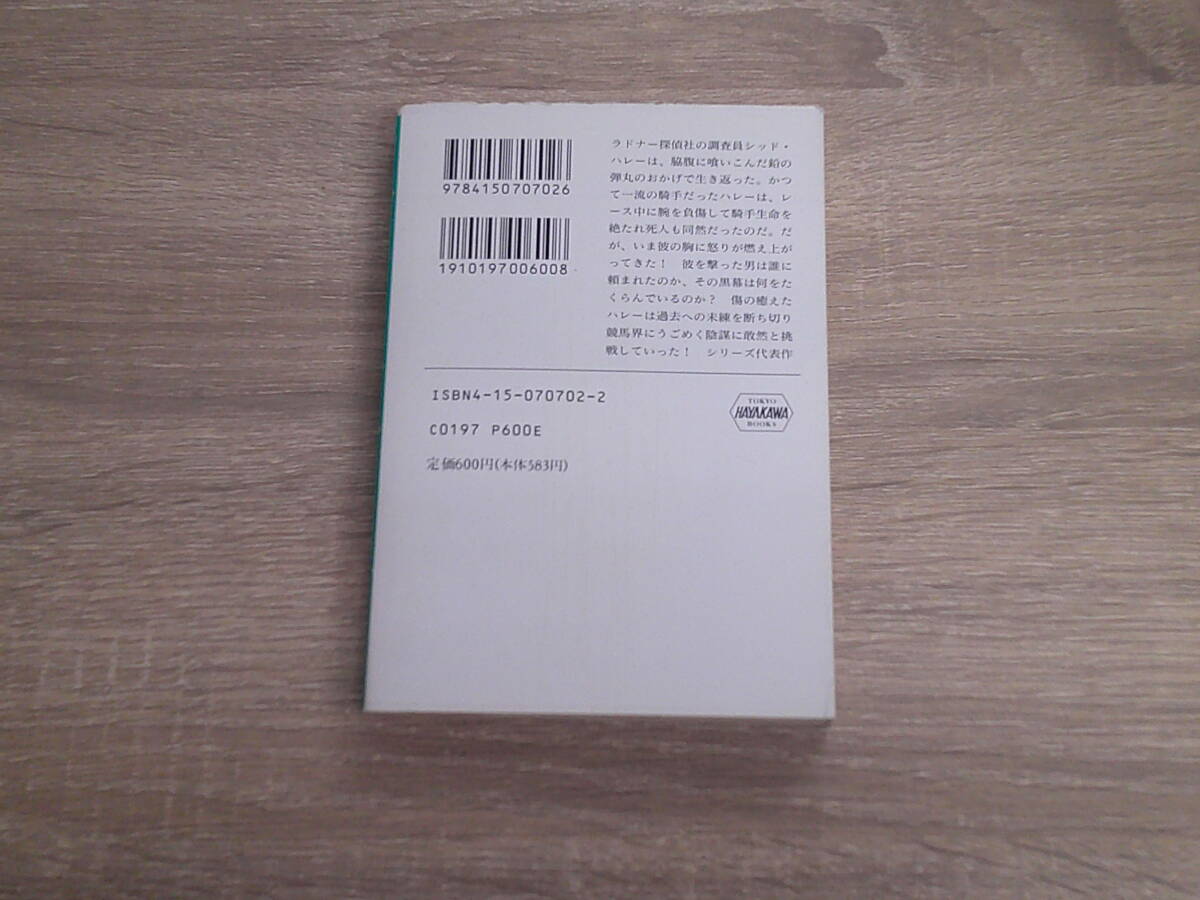 9784150707026
1910197006008
ラドナー探偵社の調査員シッド・
ハレーは、脇腹に喰いこんだ鉛の
弾丸のおかげで生き返った。かつ
て一流の騎手だったハレーは、レ
ース中に腕を負傷して騎手生命を
絶たれ死人も同然だったのだ。だ
が、いま彼の胸に怒りが燃え上が
ってきた！　彼を撃った男は誰に
頼まれたのか、その黒幕は何をた
くらんでいるのか？　傷の癒えた
ハレーは過去への未練を断ち切り
競馬界にうごめく陰謀に敢然と挑
戦していった！　シリーズ代表作
ISBN4-15-070702-2
C0197 P600E
定価600円(本体583円)
TOKYO
HAYAKAWA
BOOKS